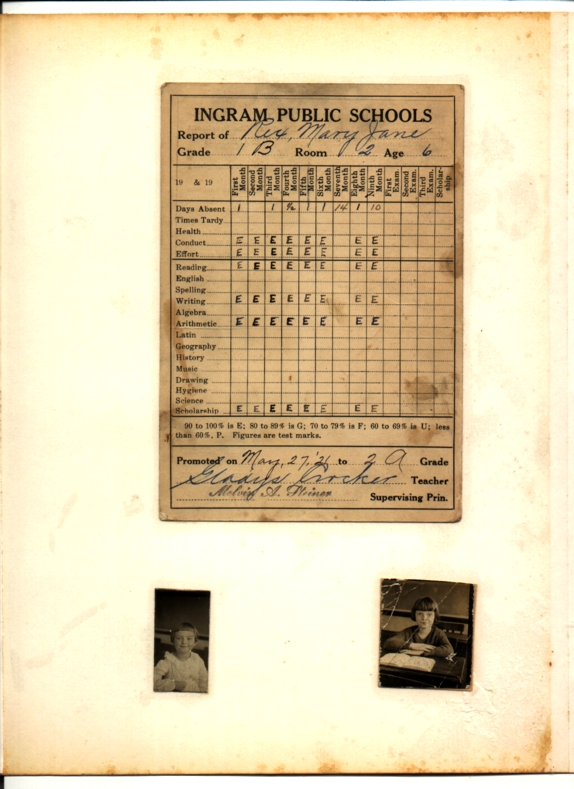 INGRAM PUBLIC SCHOOLS
Report of Rex, Mary Jane
Grade 1 B Room 2 Age 6
19 & 19 First Month Second Month Third Month Fourth Month Fifth Month Sixth Month Seventh Month Eighth Month Ninth Month First Exam. Second Exam. Third Exam. Scholar-ship.
Days Absent 1 1 ½ 1 1 14 1 10
Times Tardy
Health
Conduct E E E E E E E E
Effort E E E E E E E E
Reading E E E E E E E E
English
Spelling
Writing E E E E E E E E
Algebra
Arithmetic E E E E E E E E
Latin
Geography
History
Music
Drawing
Hygiene
Science
Scholarship E E E E E E E E
90 to 100% is E; 80 to 89% is G; 70 to 79% is F; 60 to 69% is U; less
than 60%, P. Figures are test marks.
Promoted on May, 27, to 2 A Grade
Gladys Crocker Teacher
Melvin A. Supervising Prin.